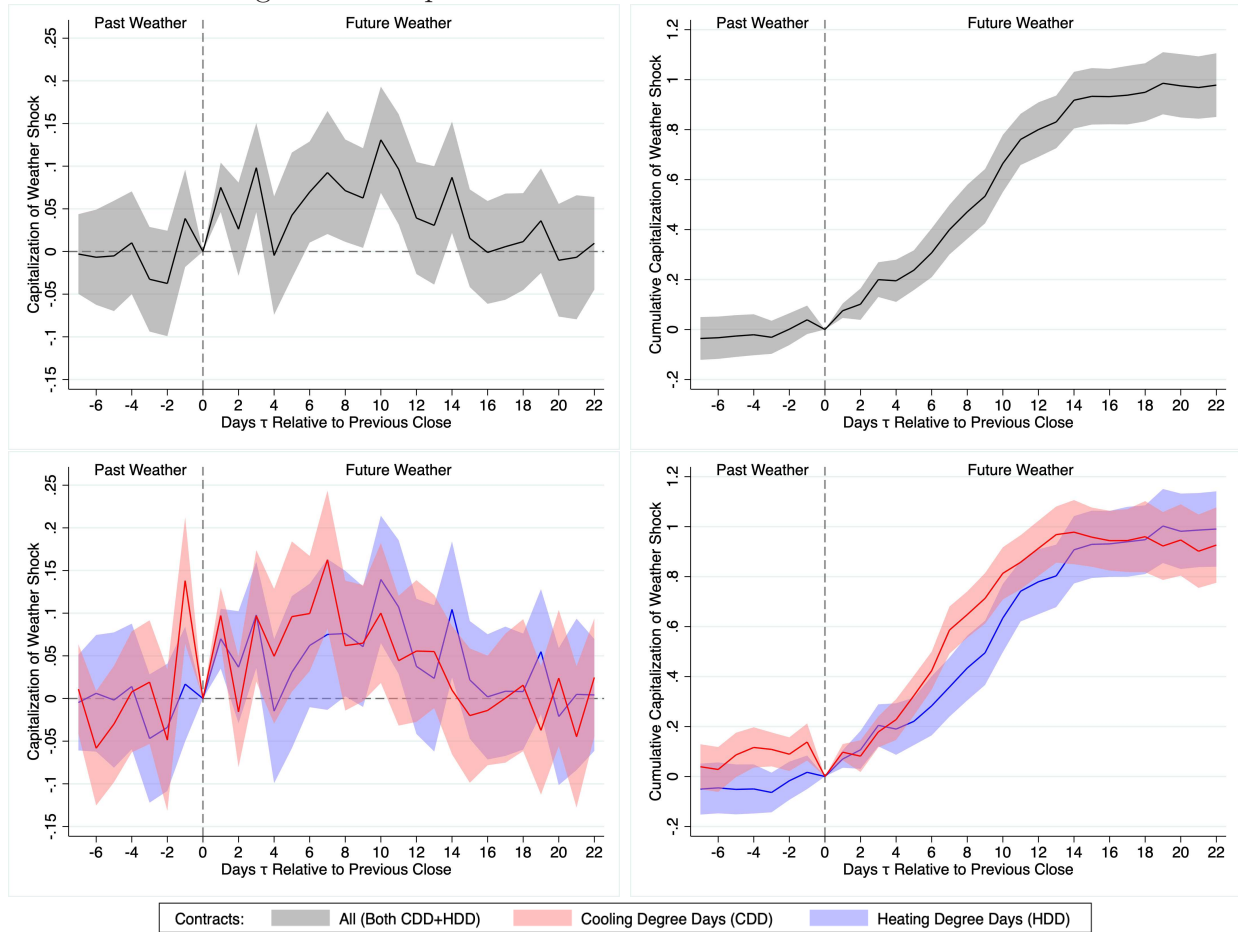 Past Weather Future Weather
Capitalization of Weather Shock
.25
.2
.15
.1
.05
0
-.05
-.1
-.15
-6 -4 -2 0 2 4 6 8 10 12 14 16 18 20 22
Days τ Relative to Previous Close
Past Weather Future Weather
Cumulative Capitalization of Weather Shock
1.2
1
.8
.6
.4
.2
0
-.2
-6 -4 -2 0 2 4 6 8 10 12 14 16 18 20 22
Days τ Relative to Previous Close
Past Weather Future Weather
Capitalization of Weather Shock
.25
.2
.15
.1
.05
0
-.05
-.1
-.15
-6 -4 -2 0 2 4 6 8 10 12 14 16 18 20 22
Days τ Relative to Previous Close
Past Weather Future Weather
Cumulative Capitalization of Weather Shock
1.2
1
.8
.6
.4
.2
0
-.2
-6 -4 -2 0 2 4 6 8 10 12 14 16 18 20 22
Days τ Relative to Previous Close
Contracts: All (Both CDD+HDD) Cooling Degree Days (CDD) Heating Degree Days (HDD)